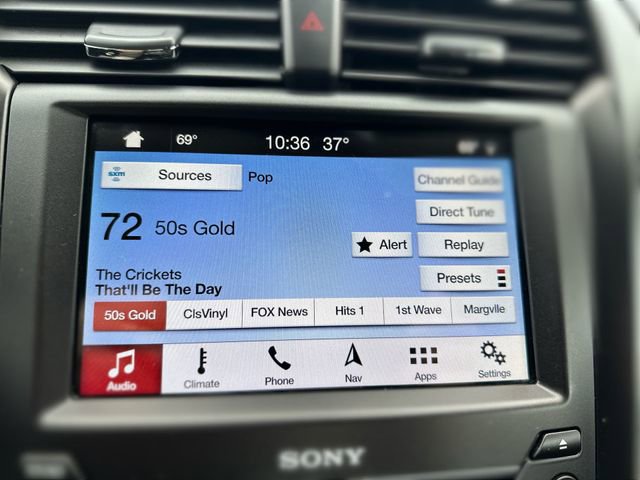 69° 10:36 37°
sxm Sources Pop Channel Guide
72 50s Gold Direct Tune
Alert Replay
The Crickets Presets
That'll Be The Day
50s Gold ClsVinyl FOX News Hits 1 1st Wave Margvlle
Audio Climate Phone Nav Apps Settings
SONY